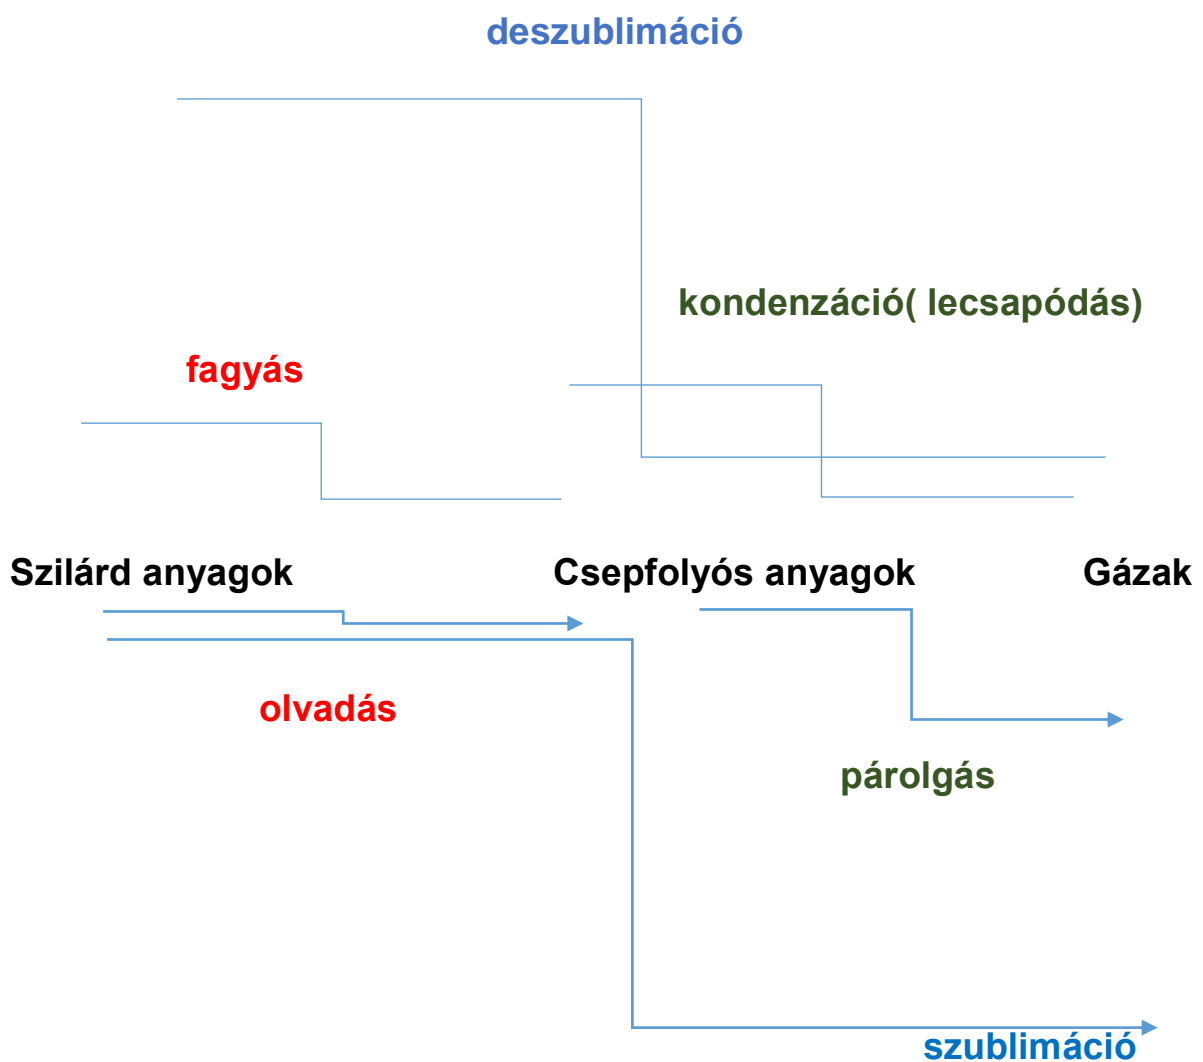 deszublimáció
kondenzáció( lecsapódás)
fagyás
Szilárd anyagok
Csepfolyós anyagok
Gázak
olvadás
párolgás
szublimáció